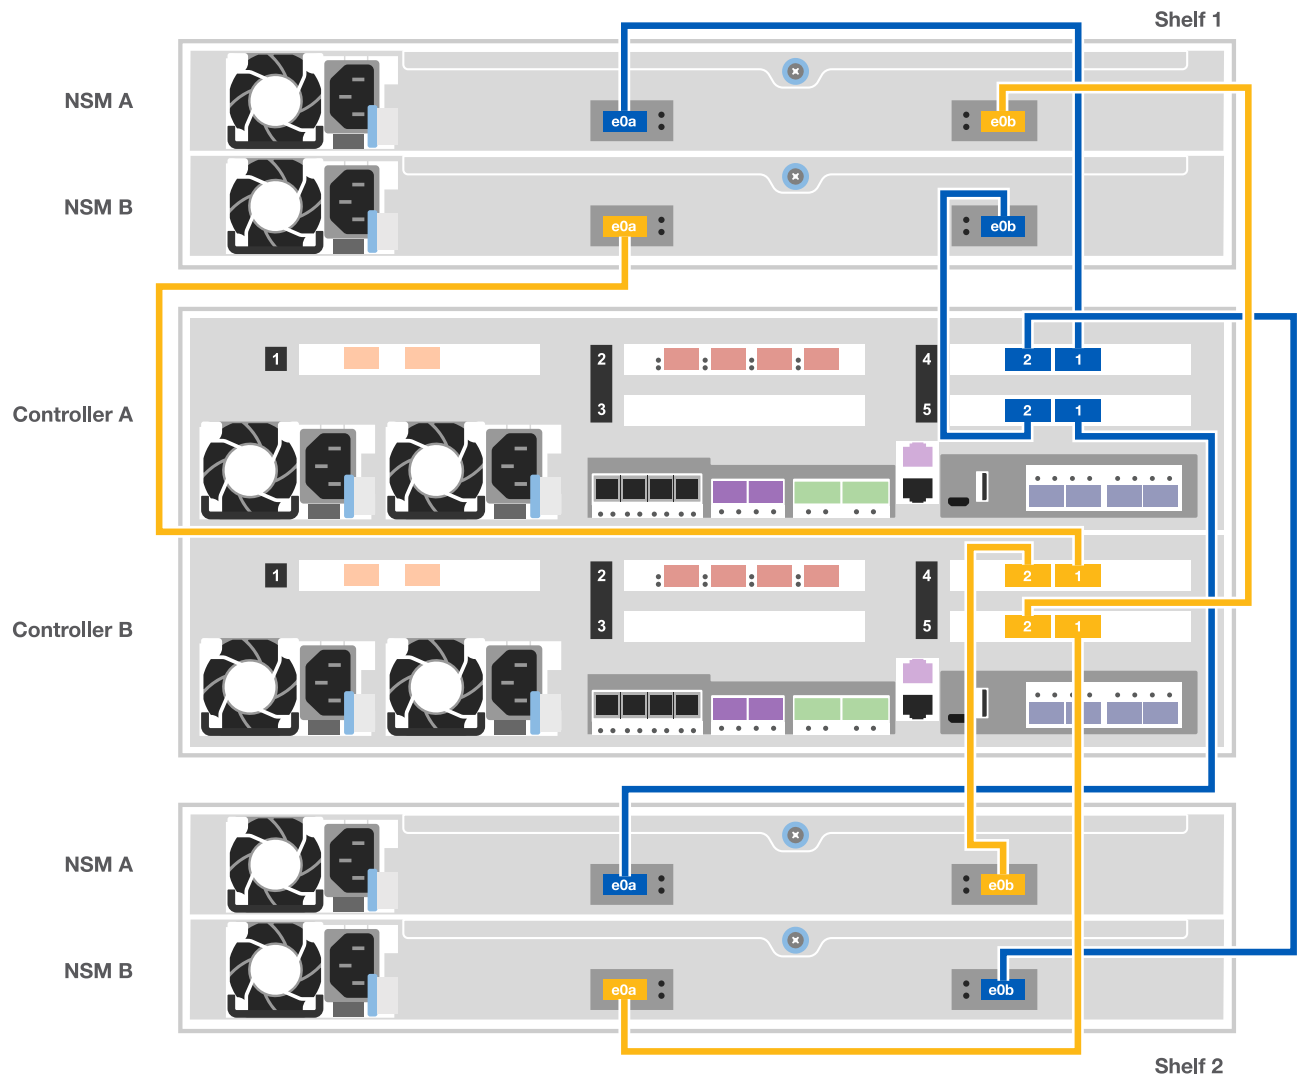 Shelf 1
NSM A
e0a
e0b
NSM B
e0a
e0b
1
2
4
2
1
Controller A
3
5
2
1
1
2
4
2
1
Controller B
3
5
2
1
NSM A
e0a
e0b
NSM B
e0a
e0b
Shelf 2